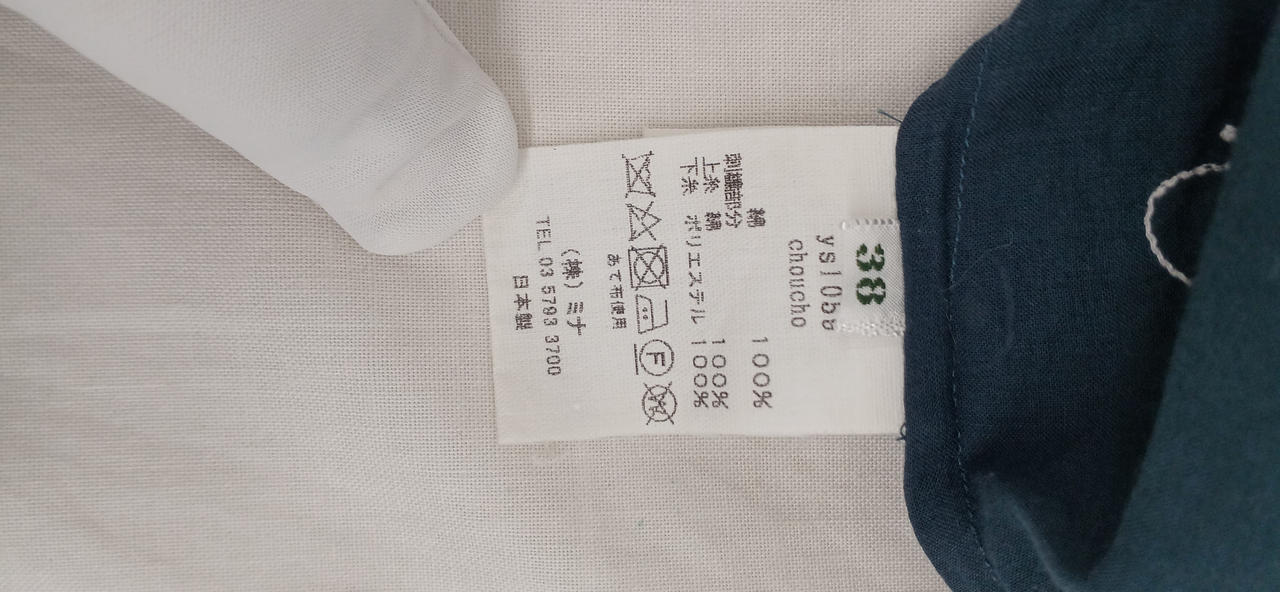 38
choucho
綿 100%
刺繍部分
上糸 綿 100%
下糸 ポリエステル 100%
F
W
あて布使用
(株)ミナ
TEL 03 5793 3700
日本製